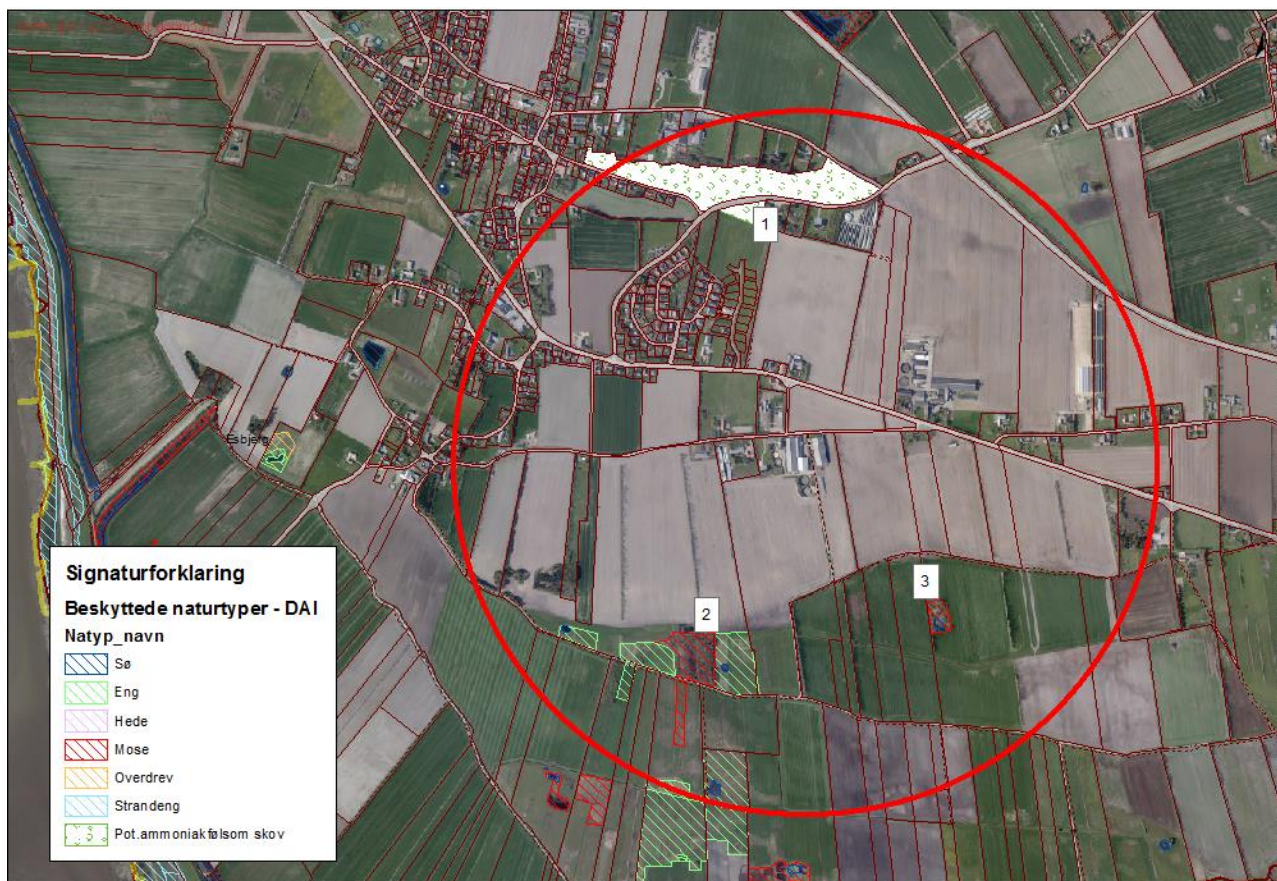 1
3
2
Esbjerg
Signaturforklaring
Beskyttede naturtyper - DAI
Natyp_navn
Sø
Eng
Hede
Mose
Overdrev
Strandeng
Pot.ammoniakfølsom skov